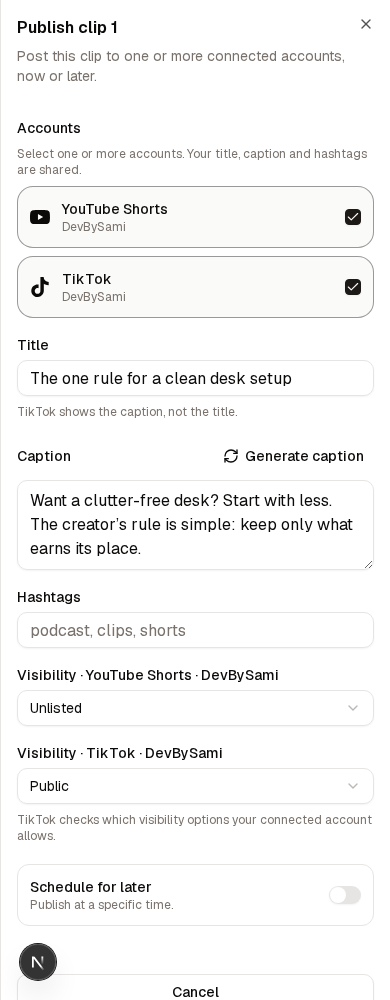 Publish clip 1
Post this clip to one or more connected accounts,
now or later.
Accounts
Select one or more accounts. Your title, caption and hashtags
are shared.
YouTube Shorts
DevBySami
TikTok
DevBySami
Title
The one rule for a clean desk setup
TikTok shows the caption, not the title.
Caption
Generate caption
Want a clutter-free desk? Start with less.
The creator’s rule is simple: keep only what
earns its place.
Hashtags
podcast, clips, shorts
Visibility · YouTube Shorts · DevBySami
Unlisted
Visibility · TikTok · DevBySami
Public
TikTok checks which visibility options your connected account
allows.
Schedule for later
Publish at a specific time.
N
Cancel